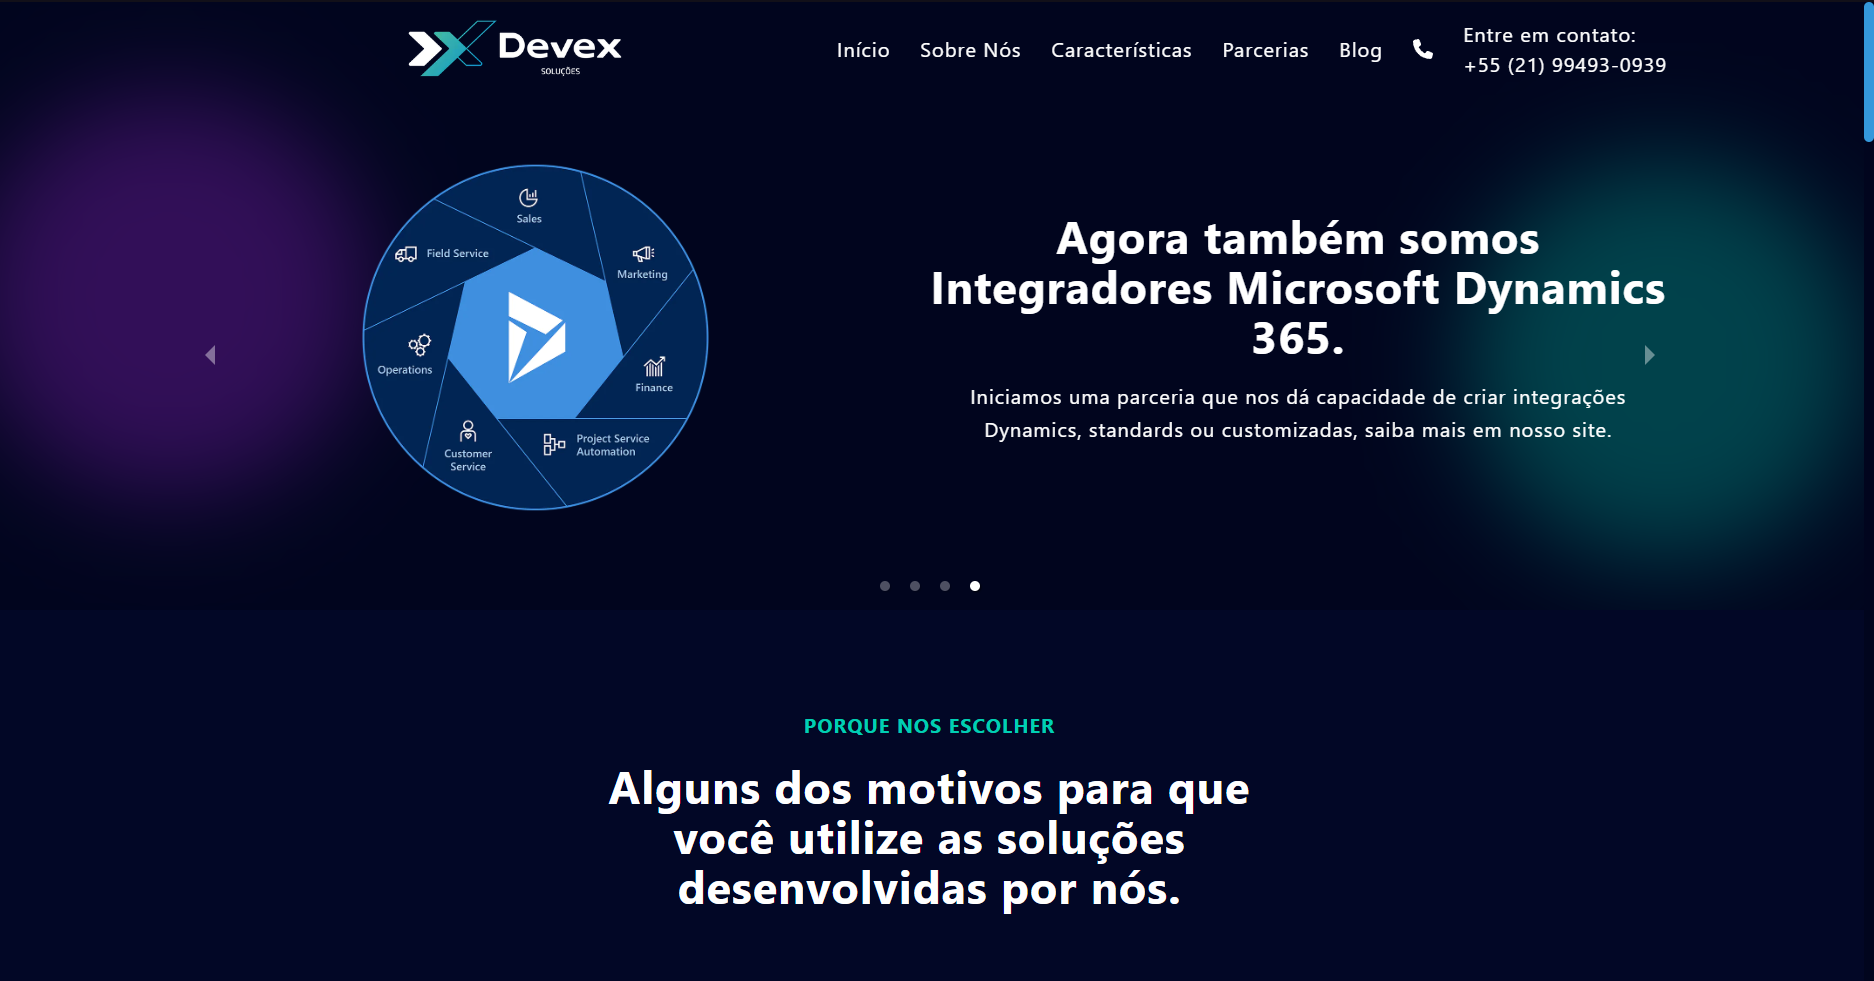 Devex
SOLUÇÕES
Início Sobre Nós Características Parcerias Blog
Entre em contato:
+55 (21) 99493-0939
Sales
Field Service
Marketing
Operations
Finance
Customer
Service
Project Service
Automation
Agora também somos
Integradores Microsoft Dynamics
365.
Iniciamos uma parceria que nos dá capacidade de criar integrações
Dynamics, standards ou customizadas, saiba mais em nosso site.
PORQUE NOS ESCOLHER
Alguns dos motivos para que
você utilize as soluções
desenvolvidas por nós.